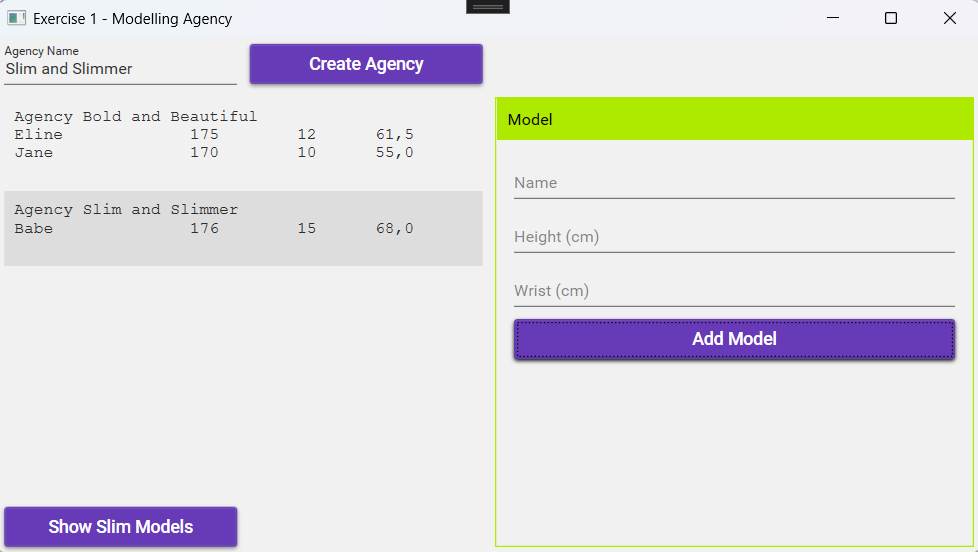 Exercise 1 - Modelling Agency
Agency Name
Slim and Slimmer
Create Agency
Agency Bold and Beautiful
Eline 175 12 61,5
Jane 170 10 55,0
Agency Slim and Slimmer
Babe 176 15 68,0
Show Slim Models
Model
Name
Height (cm)
Wrist (cm)
Add Model